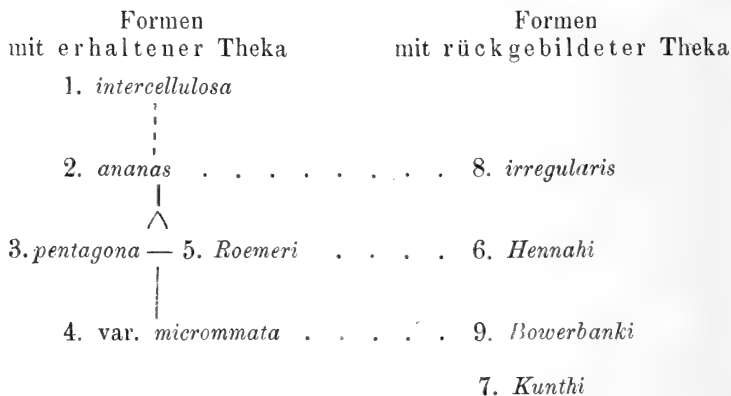 Formen Formen
mit erhaltener Theka mit rückgebildeter Theka
1. intercellulosa
2. ananas . . . . . . . . 8. irregularis
3. pentagona — 5. Roemeri . . . . 6. Hennahi
4. var. micrommata . . . . . 9. Bowerbanki
7. Kunthi